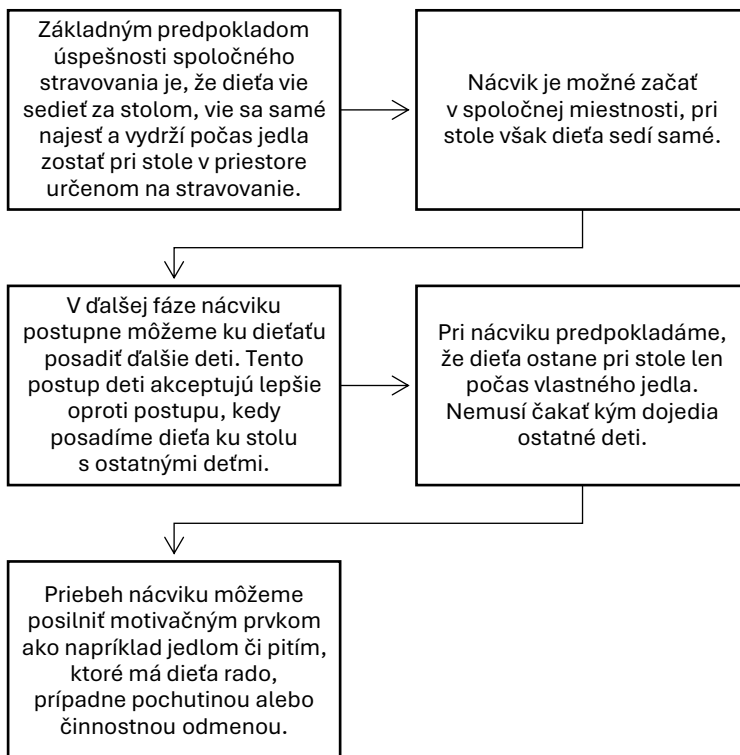 Základným predpokladom
úspešnosti spoločného
stravovania je, že dieťa vie
sedieť za stolom, vie sa samé
najesť a vydrží počas jedla
zostať pri stole v priestore
určenom na stravovanie.
Nácvik je možné začať
v spoločnej miestnosti, pri
stole však dieťa sedí samé.
V ďalšej fáze nácviku
postupne môžeme ku dieťaťu
posadiť ďalšie deti. Tento
postup deti akceptujú lepšie
oproti postupu, kedy
posadíme dieťa ku stolu
s ostatnými deťmi.
Pri nácviku predpokladáme,
že dieťa ostane pri stole len
počas vlastného jedla.
Nemusí čakať kým dojedia
ostatné deti.
Priebeh nácviku môžeme
posilniť motivačným prvkom
ako napríklad jedlom či pitím,
ktoré má dieťa rado,
prípadne pochutinou alebo
činnostnou odmenou.